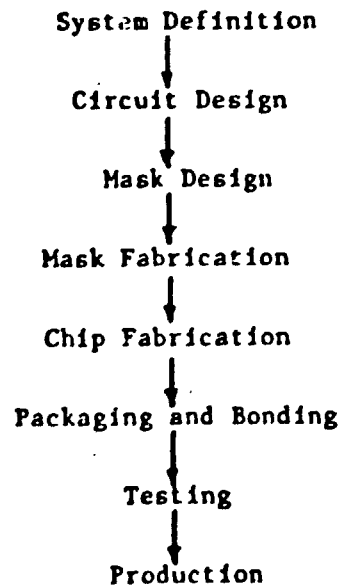 System Definition
Circuit Design
Mask Design
Mask Fabrication
Chip Fabrication
Packaging and Bonding
Testing
Production